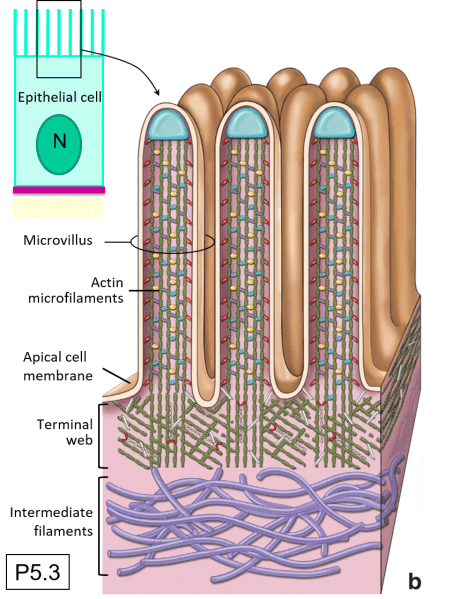 Epithelial cell
N
Microvillus
Actin
microfilaments
Apical cell
membrane
Terminal
web
Intermediate
filaments
P5.3
b